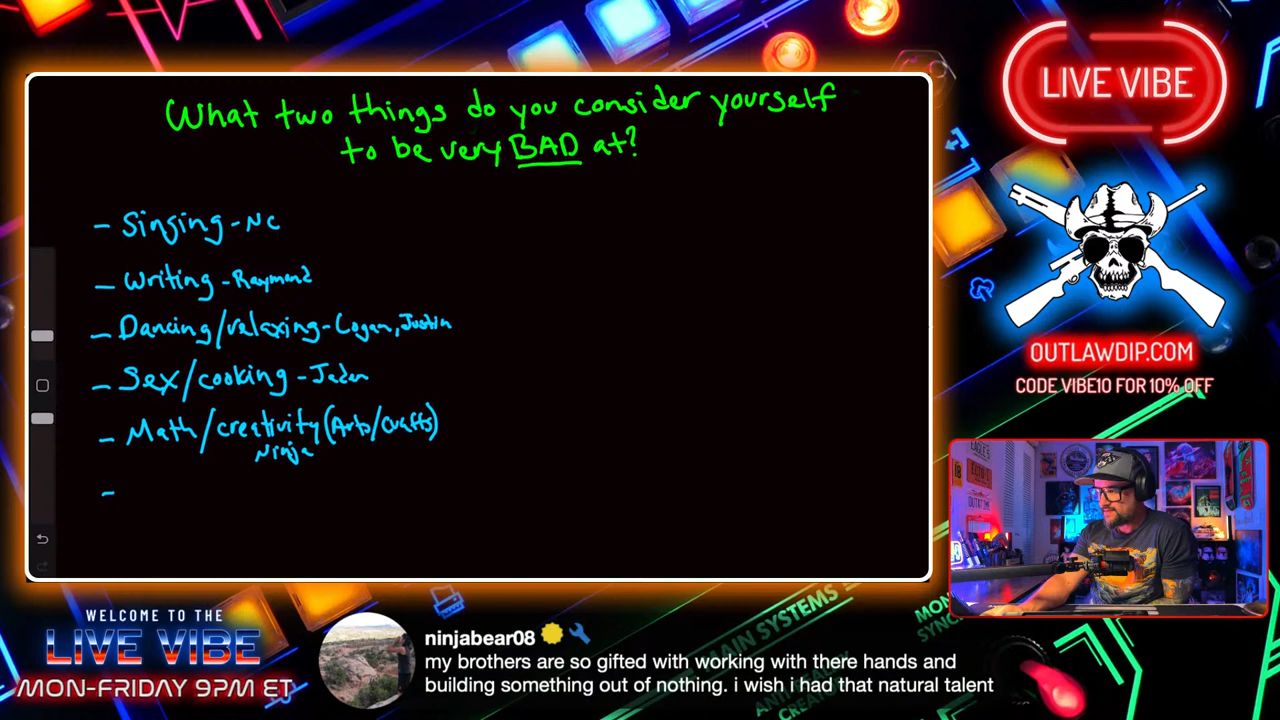 What two things do you consider yourself
to be very BAD at?
- Singing - NC
- Writing - Raymond
- Dancing/relaxing - Logan, Justin
- Sex/cooking - Jaden
- Math/creativity (Arts/Crafts)
Ninja
-
LIVE VIBE
OUTLAWDIP.COM
CODE VIBE10 FOR 10% OFF
WELCOME TO THE
LIVE VIBE
MON-FRIDAY 9PM ET
ninjabear08
my brothers are so gifted with working with there hands and
building something out of nothing. i wish i had that natural talent
MAIN SYSTEMS